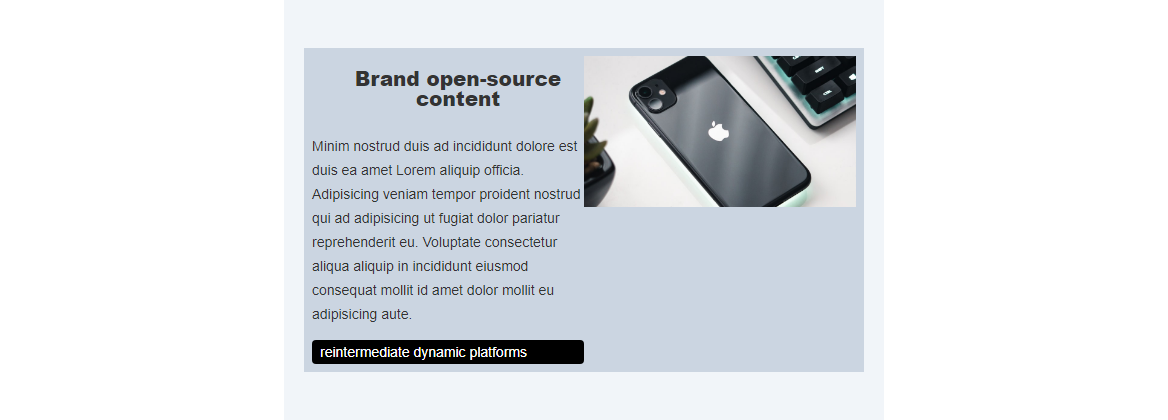 Brand open-source
content
Minim nostrud duis ad incididunt dolore est
duis ea amet Lorem aliquip officia.
Adipisicing veniam tempor proident nostrud
qui ad adipisicing ut fugiat dolor pariatur
reprehenderit eu. Voluptate consectetur
aliqua aliquip in incididunt eiusmod
consequat mollit id amet dolor mollit eu
adipisicing aute.
reintermediate dynamic platforms